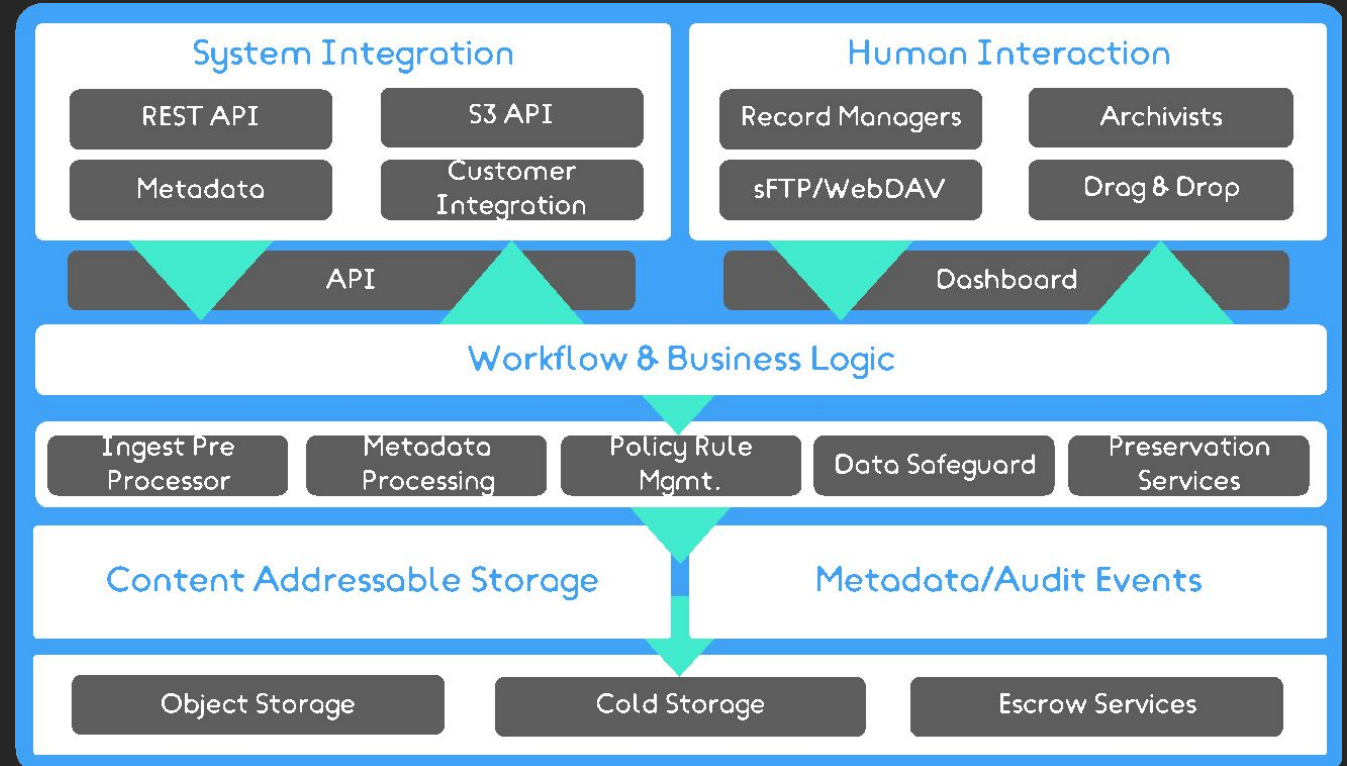 System Integration
Human Interaction
REST API
S3 API
Record Managers
Archivists
Metadata
Customer
Integration
sFTP/WebDAV
Drag & Drop
API
Dashboard
Workflow & Business Logic
Ingest Pre
Processor
Metadata
Processing
Policy Rule
Mgmt.
Data Safeguard
Preservation
Services
Content Addressable Storage
Metadata/Audit Events
Object Storage
Cold Storage
Escrow Services